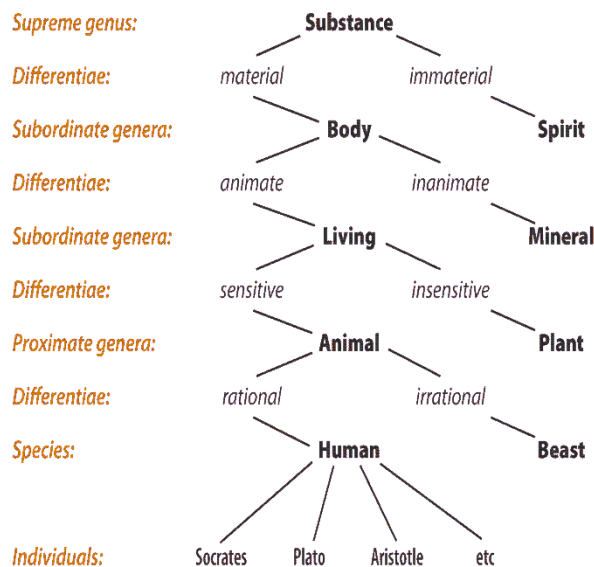 Supreme genus: Substance
Differentiae: material immaterial
Subordinate genera: Body Spirit
Differentiae: animate inanimate
Subordinate genera: Living Mineral
Differentiae: sensitive insensitive
Proximate genera: Animal Plant
Differentiae: rational irrational
Species: Human Beast
Individuals: Socrates Plato Aristotle etc